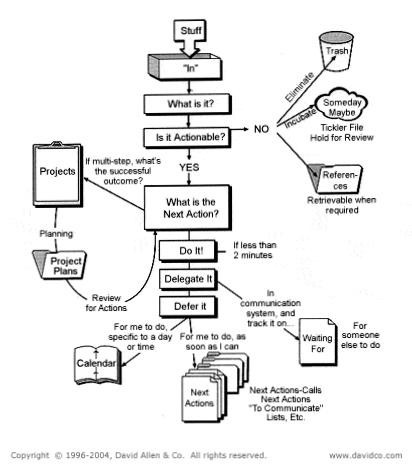 Stuff
"In"
What is it?
Is it Actionable?
NO
Eliminate
Trash
Incubate
Someday
Maybe
Tickler File
Hold for Review
Referen-
ces
Retrievable when
required
YES
If multi-step, what's
the successful
outcome?
Projects
Planning
Project
Plans
Review
for Actions
What is the
Next Action?
Do It!
If less than
2 minutes
Delegate It
In
communication
system, and
track it on...
Waiting
For
For
someone
else to do
Defer it
For me to do,
specific to a day
or time
Calendar
For me to do, as
soon as I can
Next
Actions
Next Actions-Calls
Next Actions
"To Communicate"
Lists, Etc.
Copyright © 1996-2004, David Allen & Co. All rights reserved.
www.davidco.com